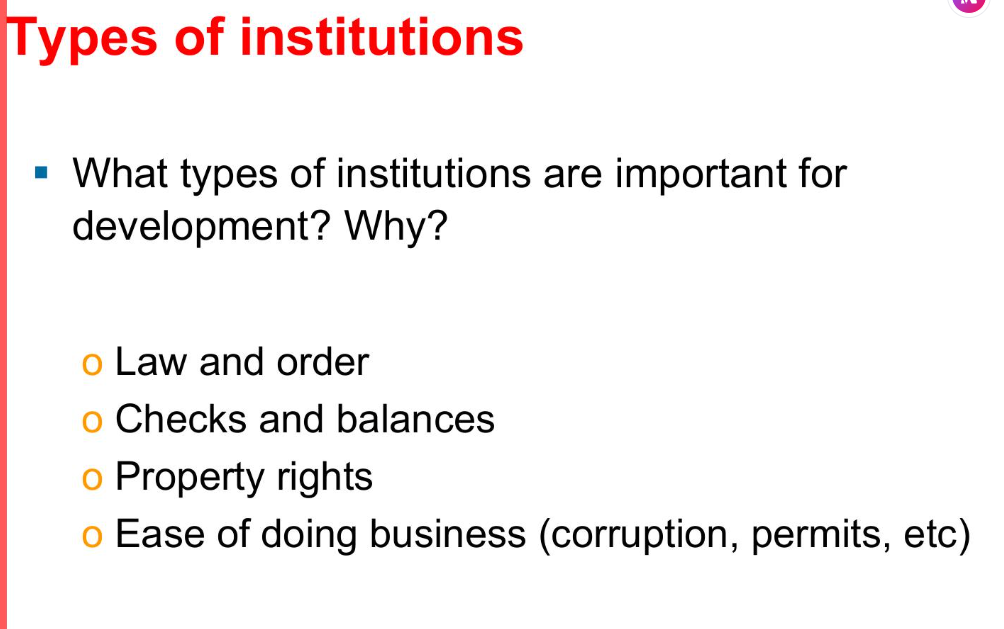 Types of institutions
▪ What types of institutions are important for
development? Why?
o Law and order
o Checks and balances
o Property rights
o Ease of doing business (corruption, permits, etc)